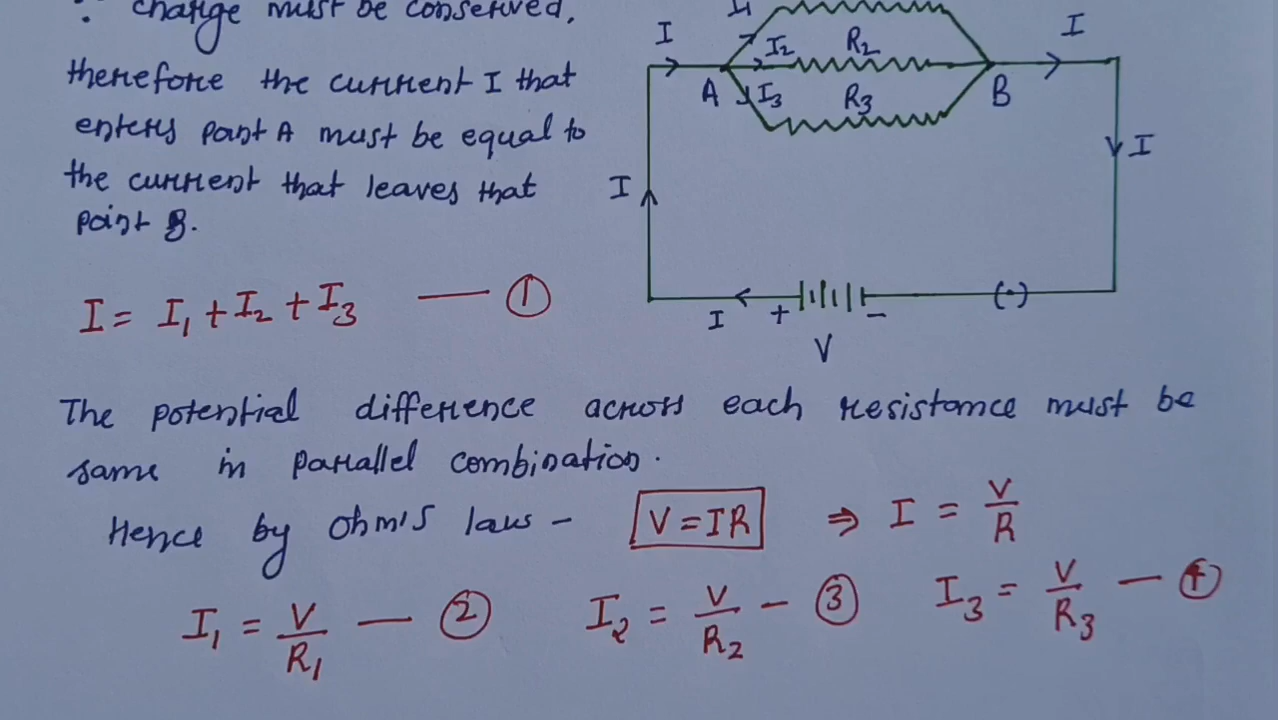 ∵ charge must be conserved,
therefore the current I that
enters point A must be equal to
the current that leaves that
point B.
I = I₁ + I₂ + I₃ — ①
I I₁ I₂ R₂ I
A I₃ R₃ B
I I
I + − 
V
The potential difference across each resistance must be
same in parallel combination.
Hence by ohm's law – V = IR ⇒ I = V/R
I₁ = V/R₁ — ② I₂ = V/R₂ – ③ I₃ = V/R₃ — ④